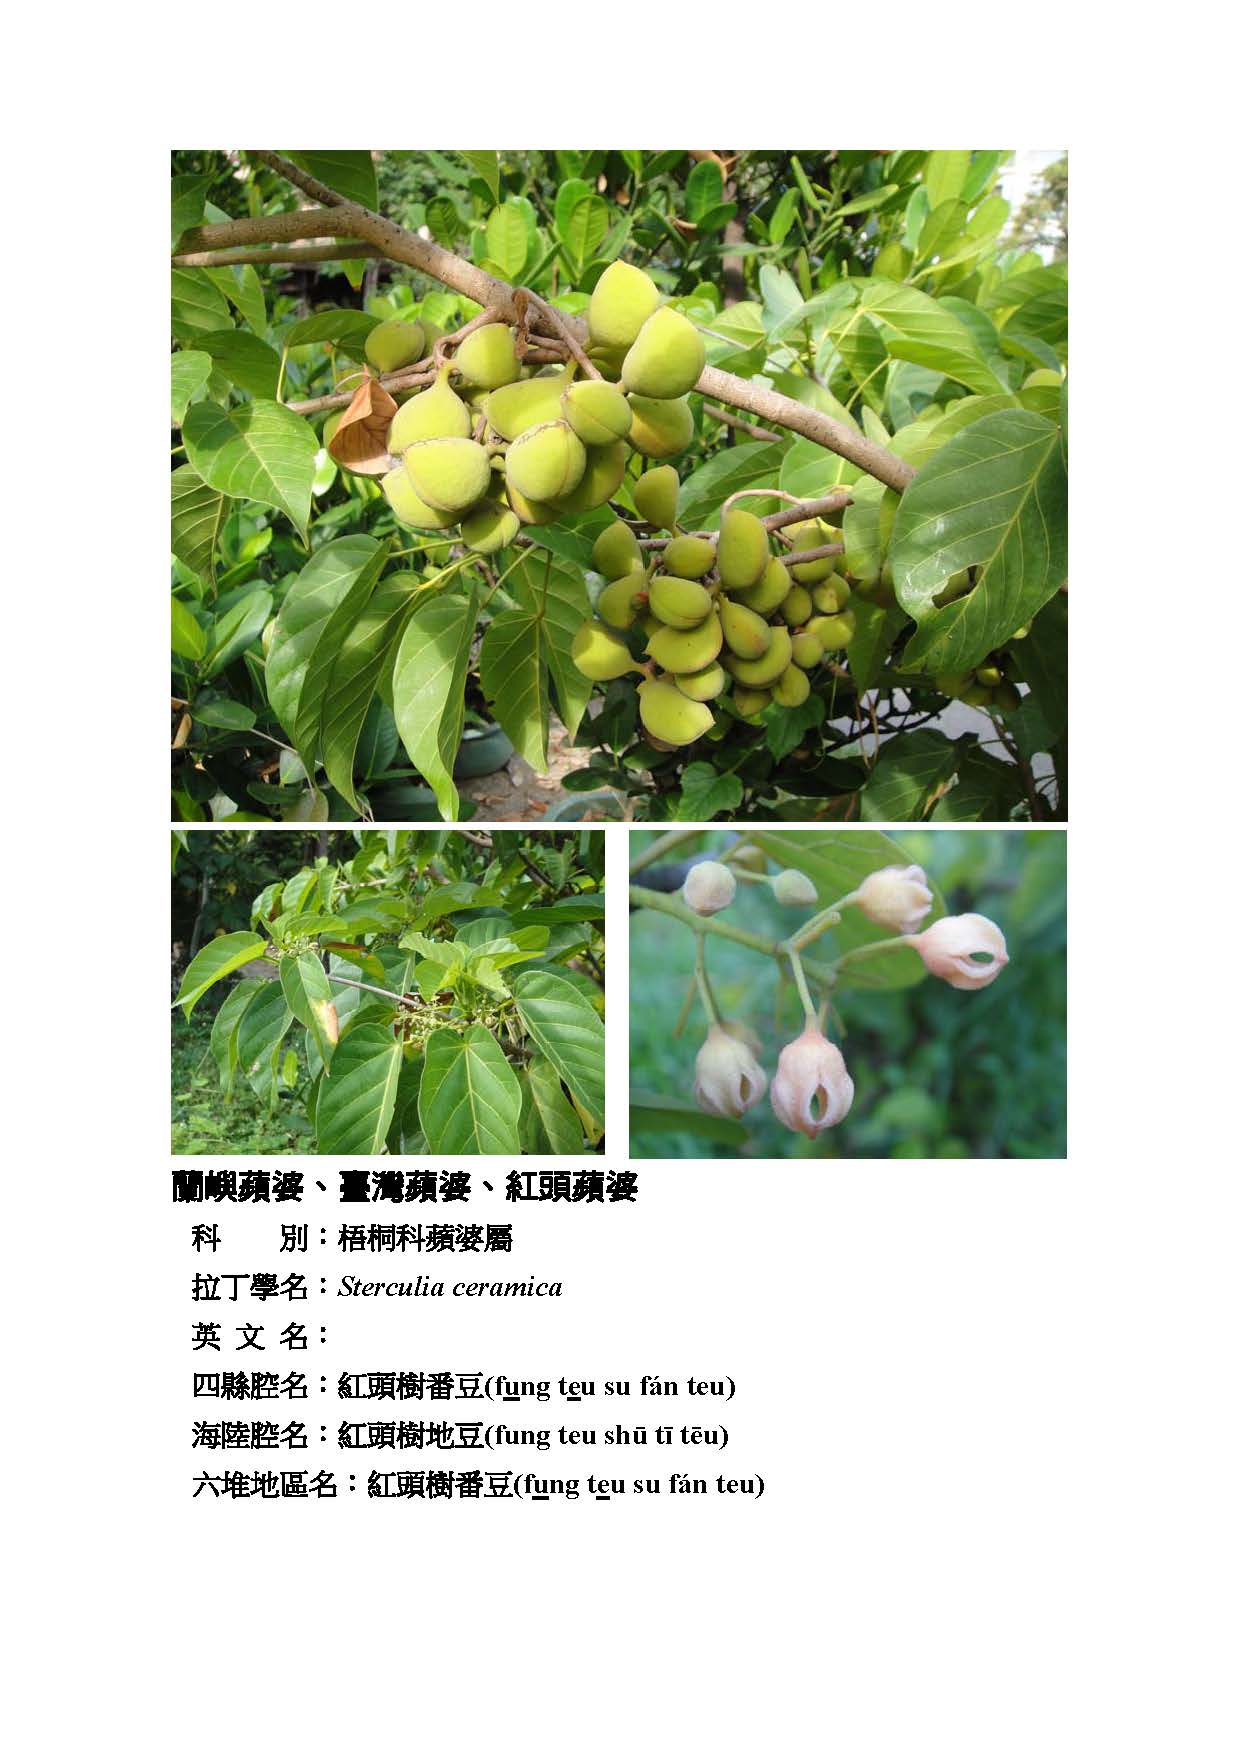 蘭嶼蘋婆、臺灣蘋婆、紅頭蘋婆
科　　別：梧桐科蘋婆屬
拉丁學名：Sterculia ceramica
英 文 名：
四縣腔名：紅頭樹番豆(fung teu su fán teu)
海陸腔名：紅頭樹地豆(fung teu shū tī tēu)
六堆地區名：紅頭樹番豆(fung teu su fán teu)